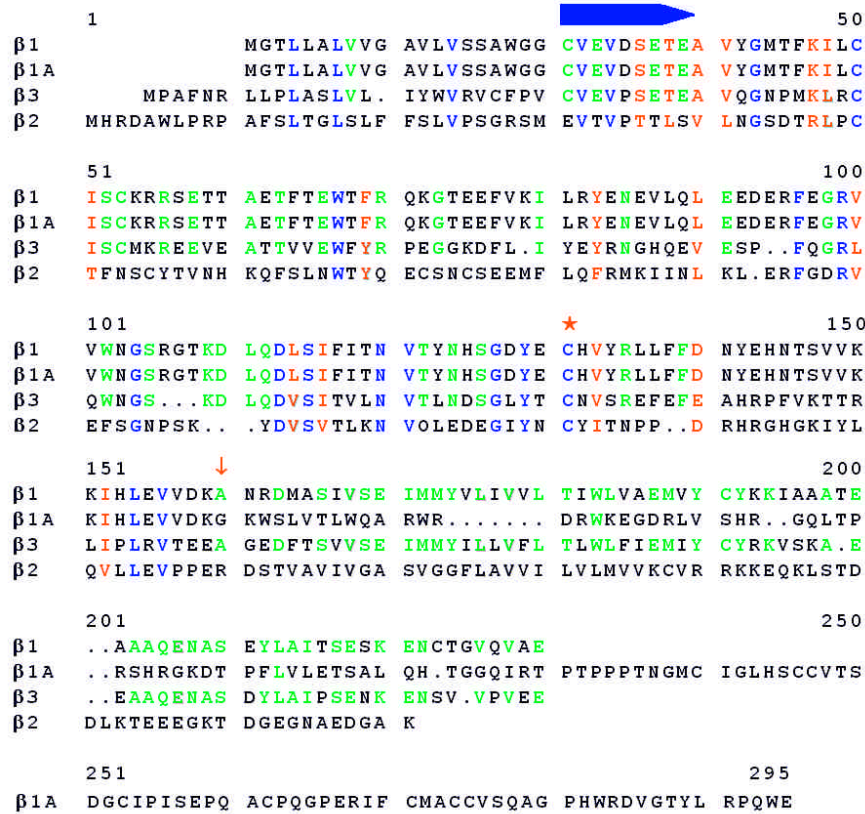 1 50
β1 MGTLLALVVG AVLVSSAWGG CVEVDSETEA VYGMTFKILC
β1A MGTLLALVVG AVLVSSAWGG CVEVDSETEA VYGMTFKILC
β3 MPAFNR LLPLASLVL. IYWVRVCFPV CVEVPSETEA VQGNPMKLRC
β2 MHRDAWLPRP AFSLTGLSLF FSLVPSGRSM EVTVPTTLSV LNGSDTRLPC
51 100
β1 ISCKRRSETT AETFTEWTFR QKGTEEFVKI LRYENEVLQL EEDERFEGRV
β1A ISCKRRSETT AETFTEWTFR QKGTEEFVKI LRYENEVLQL EEDERFEGRV
β3 ISCMKREEVE ATTVVEWFYR PEGGKDFL.I YEYRNGHQEV ESP..FQGRL
β2 TFNSCYTVNH KQFSLNWTYQ ECSNCSEEMF LQFRMKIINL KL.ERFGDRV
101 ★ 150
β1 VWNGSRGTKD LQDLSIFITN VTYNHSGDYE CHVYRLLFFD NYEHNTSVVK
β1A VWNGSRGTKD LQDVSIFITN VTYNHSGDYE CHVYRLLFFD NYEHNTSVVK
β3 QWNGS...KD LQDVSITVLN VTLNDSGLYT CNVSREFEFE AHRPFVKTTR
β2 EFSGNPSK.. .YDVSVTLKN VOLEDEGIYN CYITNPP..D RHRGHGKIYL
151 ↓ 200
β1 KIHLEVVDKA NRDMASIVSE IMMYVLIVVL TIWLVAEMVY CYKKIAAATE
β1A KIHLEVVDKG KWSLVTLWQA RWR....... DRWKEGDRLV SHR..GQLTP
β3 LIPLRVTEEA GEDFTSVVSE IMMYILLVFL TLWLFIEMIY CYRKVSKA.E
β2 QVLLEVPPER DSTVAVIVGA SVGGFLAVVI LVLMVVKCVR RKKEQKLSTD
201 250
β1 ..AAAQENAS EYLAITSESK ENCTGVQVAE
β1A ..RSHRGKDT PFLVLETSAL QH.TGGQIRT PTPPPTNGMC IGLHSCCVTS
β3 ..EAAQENAS DYLAIPSENK ENSV.VPVEE
β2 DLKTEEEGKT DGEGNAEDGA K
251 295
β1A DGCIPISEPQ ACPQGPERIF CMACCVSQAG PHWRDVGTYL RPQWE